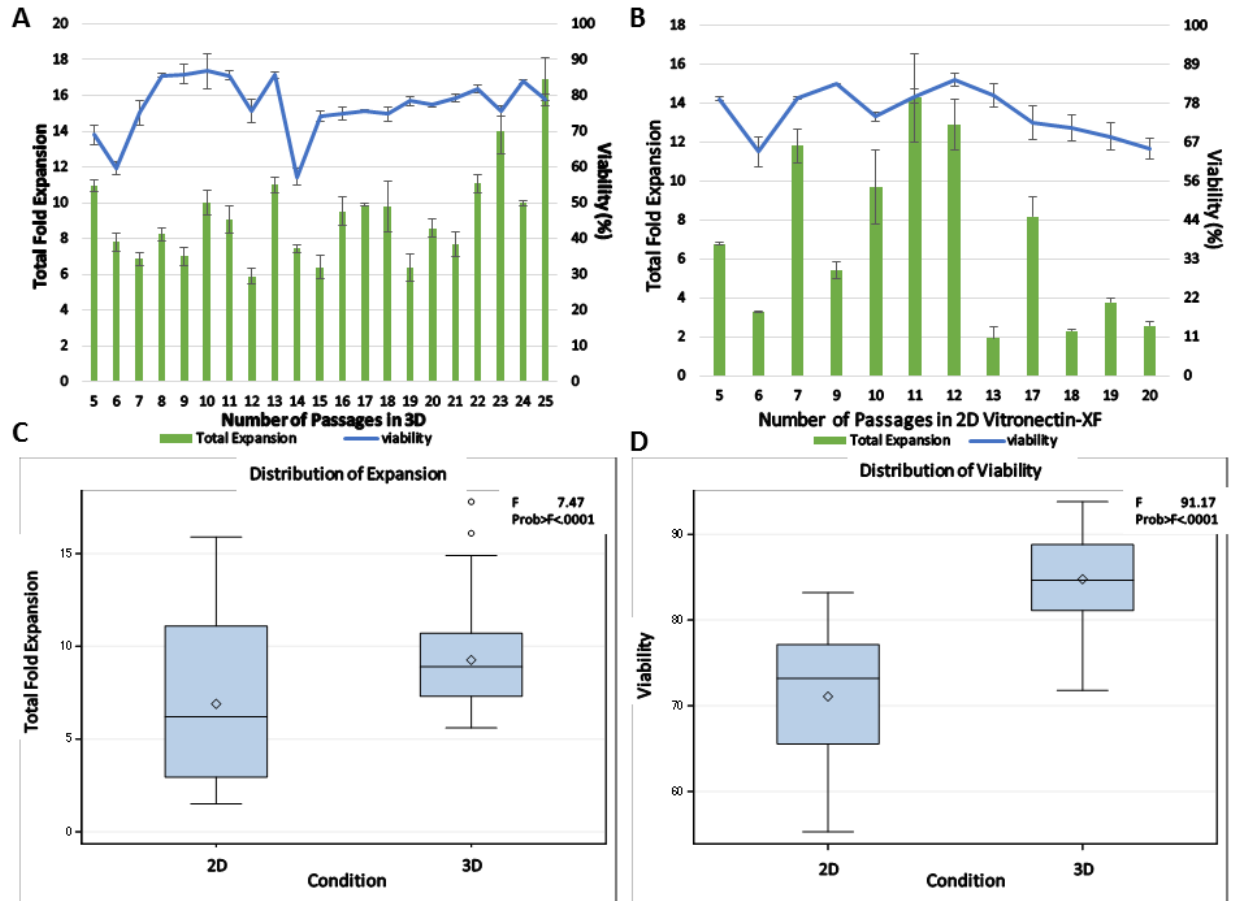 A
20
18
16
14
12
10
8
6
4
2
0
Total Fold Expansion
100
90
80
70
60
50
40
30
20
10
0
Viability (%)
5 6 7 8 9 10 11 12 13 14 15 16 17 18 19 20 21 22 23 24 25
Number of Passages in 3D
Total Expansion viability
B
18
16
14
12
10
8
6
4
2
0
Total Fold Expansion
100
89
78
67
56
44
33
22
11
0
Viability (%)
5 6 7 9 10 11 12 13 17 18 19 20
Number of Passages in 2D Vitronectin-XF
Total Expansion viability
C
Distribution of Expansion
F 7.47
Prob>F<.0001
Total Fold Expansion
15
10
5
0
2D 3D
Condition
D
Distribution of Viability
F 91.17
Prob>F<.0001
Viability
90
80
70
60
2D 3D
Condition